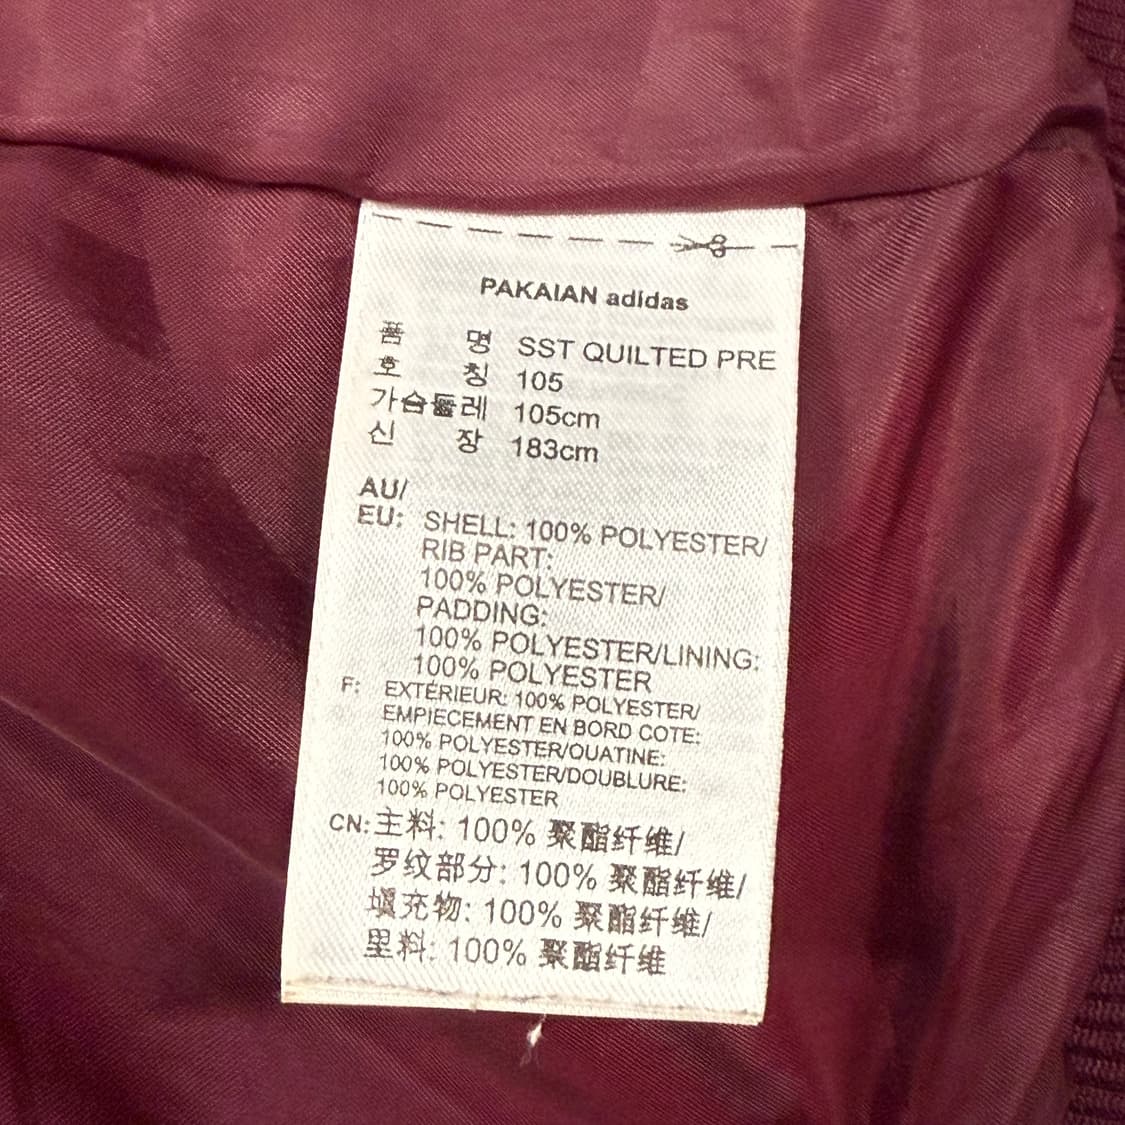 PAKAIAN adidas
품 명 SST QUILTED PRE
호 칭 105
가슴둘레 105cm
신 장 183cm
AU/
EU: SHELL: 100% POLYESTER/
RIB PART:
100% POLYESTER/
PADDING:
100% POLYESTER/LINING:
100% POLYESTER
F: EXTÉRIEUR: 100% POLYESTER/
EMPIECEMENT EN BORD COTE:
100% POLYESTER/OUATINE:
100% POLYESTER/DOUBLURE:
100% POLYESTER
CN: 主料: 100% 聚酯纤维/
罗纹部分: 100% 聚酯纤维/
填充物: 100% 聚酯纤维/
里料: 100% 聚酯纤维